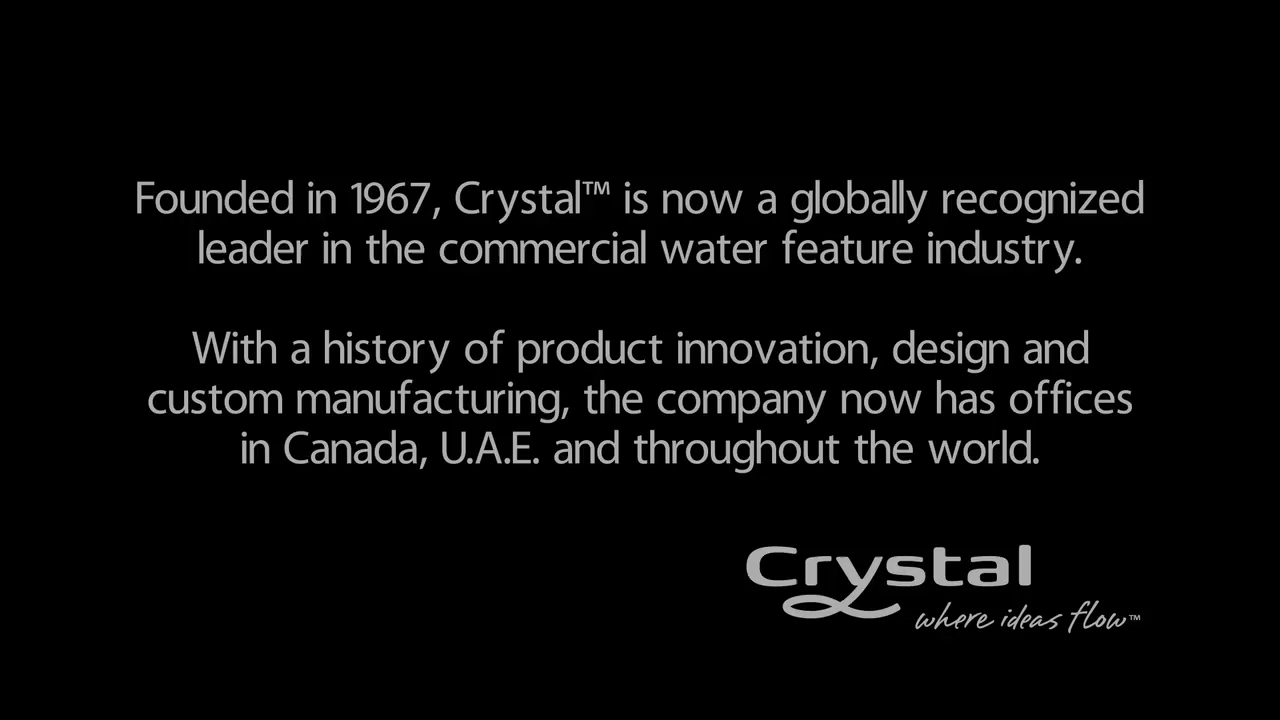 Founded in 1967, Crystal™ is now a globally recognized
leader in the commercial water feature industry.
With a history of product innovation, design and
custom manufacturing, the company now has offices
in Canada, U.A.E. and throughout the world.
Crystal
where ideas flow™